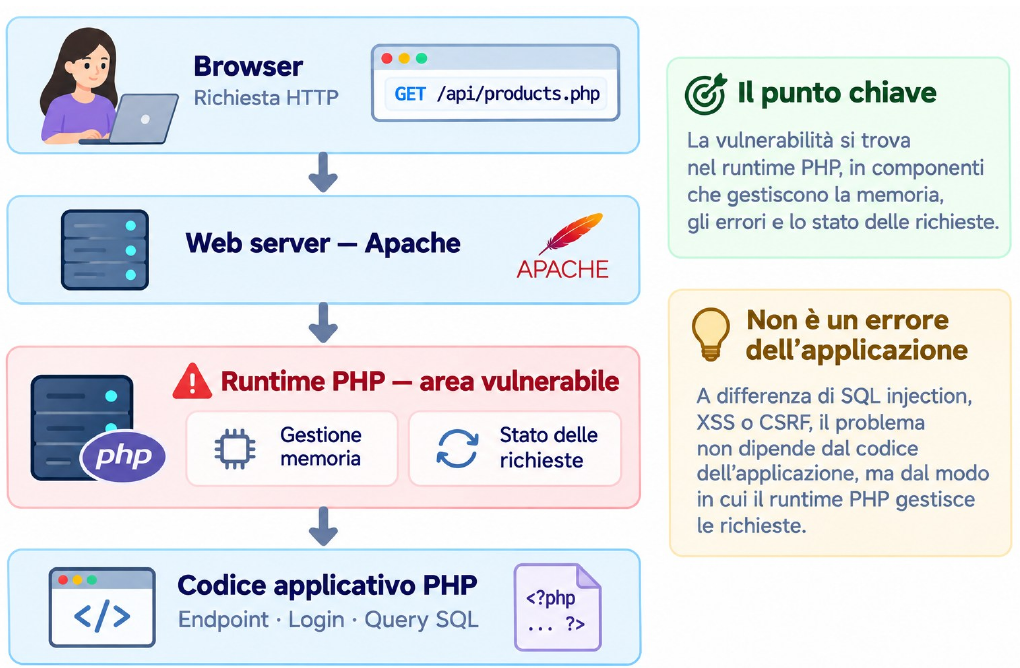 Browser
Richiesta HTTP
GET /api/products.php
Web server — Apache
APACHE
Runtime PHP — area vulnerabile
php
Gestione
memoria
Stato delle
richieste
Codice applicativo PHP
Endpoint · Login · Query SQL
</>
<?php
... ?>
Il punto chiave
La vulnerabilità si trova
nel runtime PHP, in componenti
che gestiscono la memoria,
gli errori e lo stato delle richieste.
Non è un errore
dell’applicazione
A differenza di SQL injection,
XSS o CSRF, il problema
non dipende dal codice
dell’applicazione, ma dal modo
in cui il runtime PHP gestisce
le richieste.